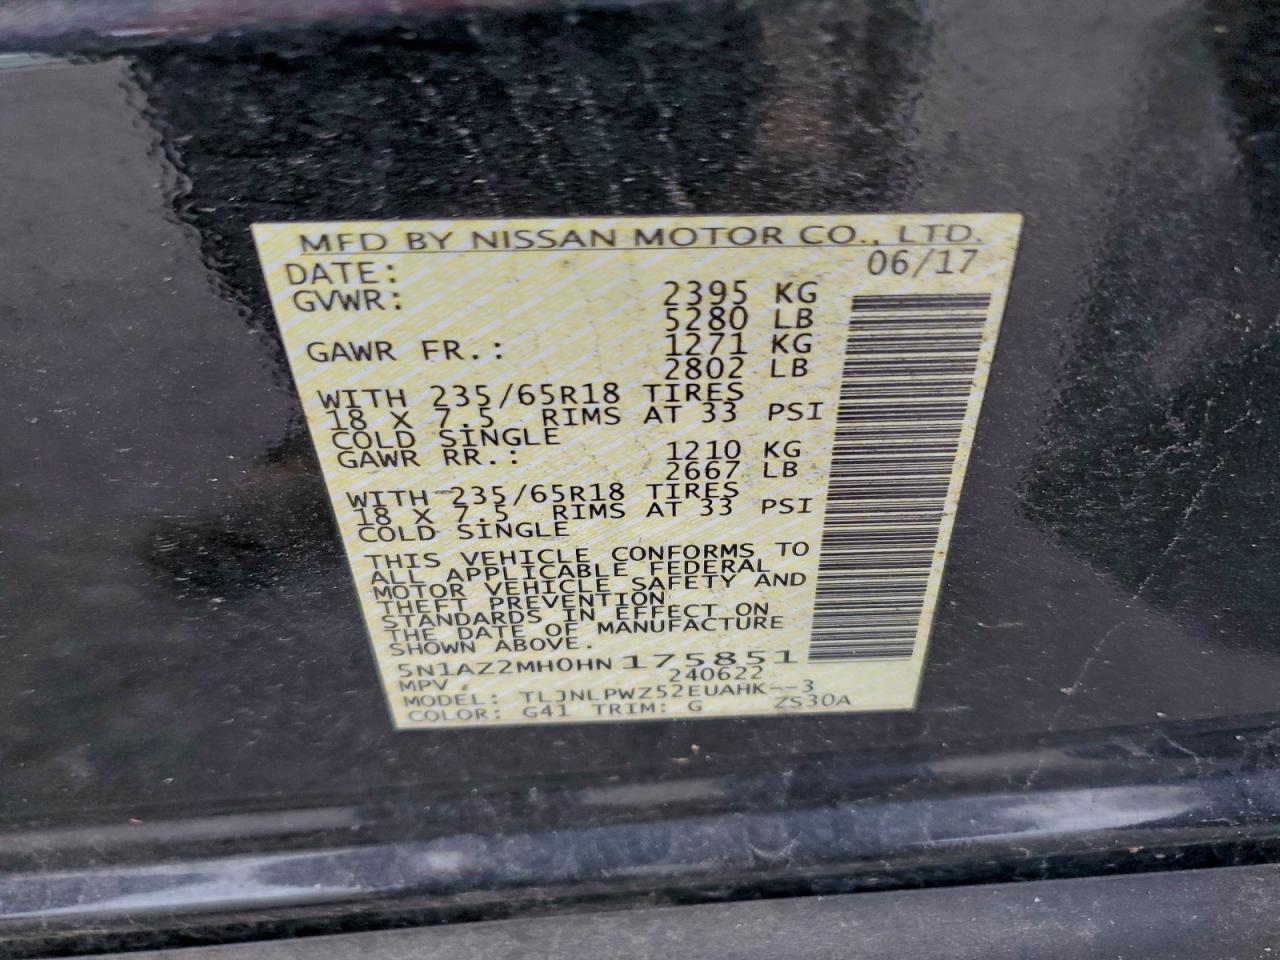 MFD BY NISSAN MOTOR CO., LTD.
DATE: 06/17
GVWR: 2395 KG
5280 LB
GAWR FR.: 1271 KG
2802 LB
WITH 235/65R18 TIRES
18 X 7.5 RIMS AT 33 PSI
COLD SINGLE
GAWR RR.: 1210 KG
2667 LB
WITH 235/65R18 TIRES
18 X 7.5 RIMS AT 33 PSI
COLD SINGLE
THIS VEHICLE CONFORMS TO
ALL APPLICABLE FEDERAL
MOTOR VEHICLE SAFETY AND
THEFT PREVENTION
STANDARDS IN EFFECT ON
THE DATE OF MANUFACTURE
SHOWN ABOVE.
5N1AZ2MH0HN175851
MPV 240622
MODEL: TLJNLPWZ52EUAHK--3
COLOR: G41 TRIM: G ZS30A